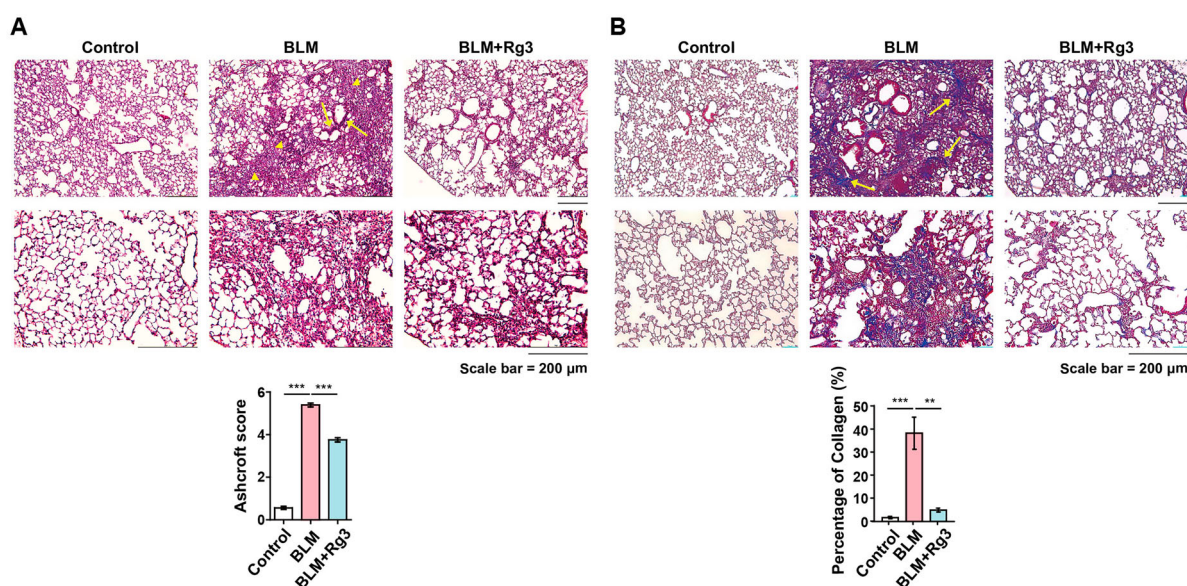 A
Control
BLM
BLM+Rg3
Scale bar = 200 µm
Ashcroft score
6
4
2
0
***
***
Control
BLM
BLM+Rg3
B
Control
BLM
BLM+Rg3
Scale bar = 200 µm
Percentage of Collagen (%)
50
40
30
20
10
0
***
**
Control
BLM
BLM+Rg3